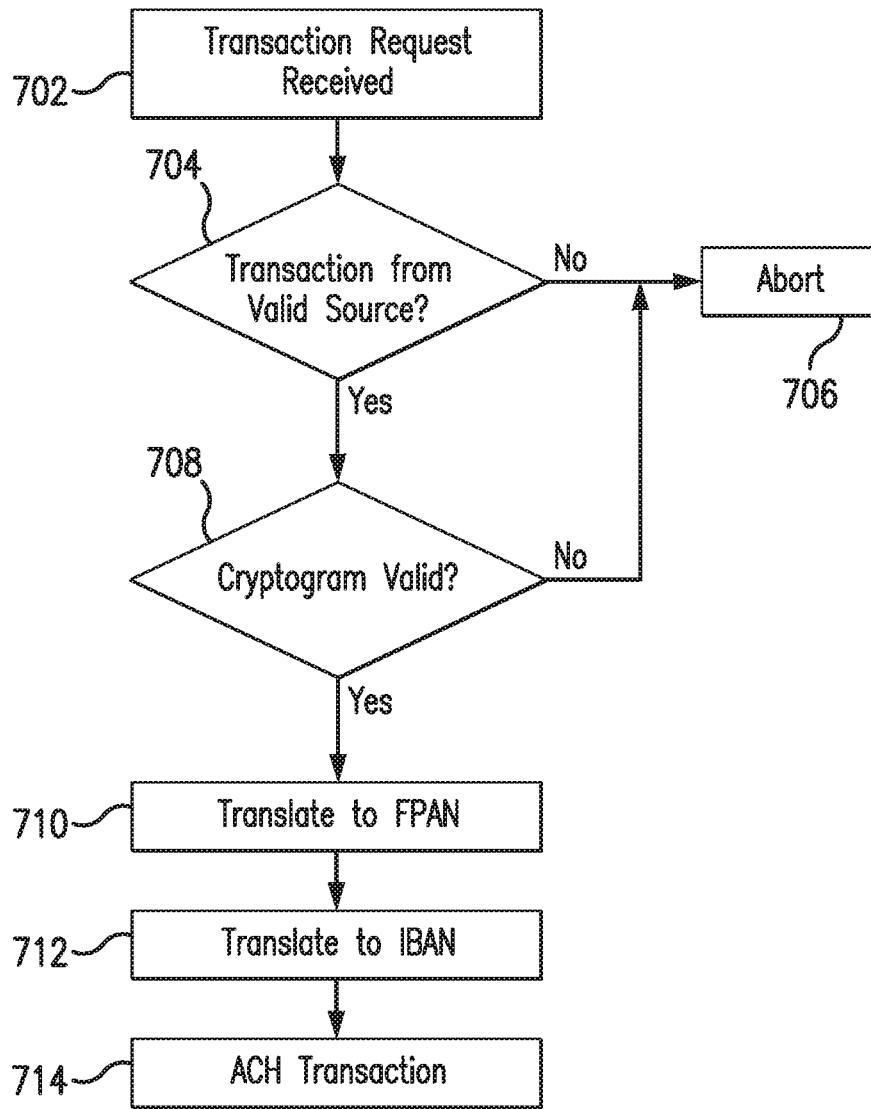 Transaction Request
Received
702
704
Transaction from
Valid Source?
No
Abort
706
Yes
708
Cryptogram Valid?
No
Yes
710
Translate to FPAN
712
Translate to IBAN
714
ACH Transaction